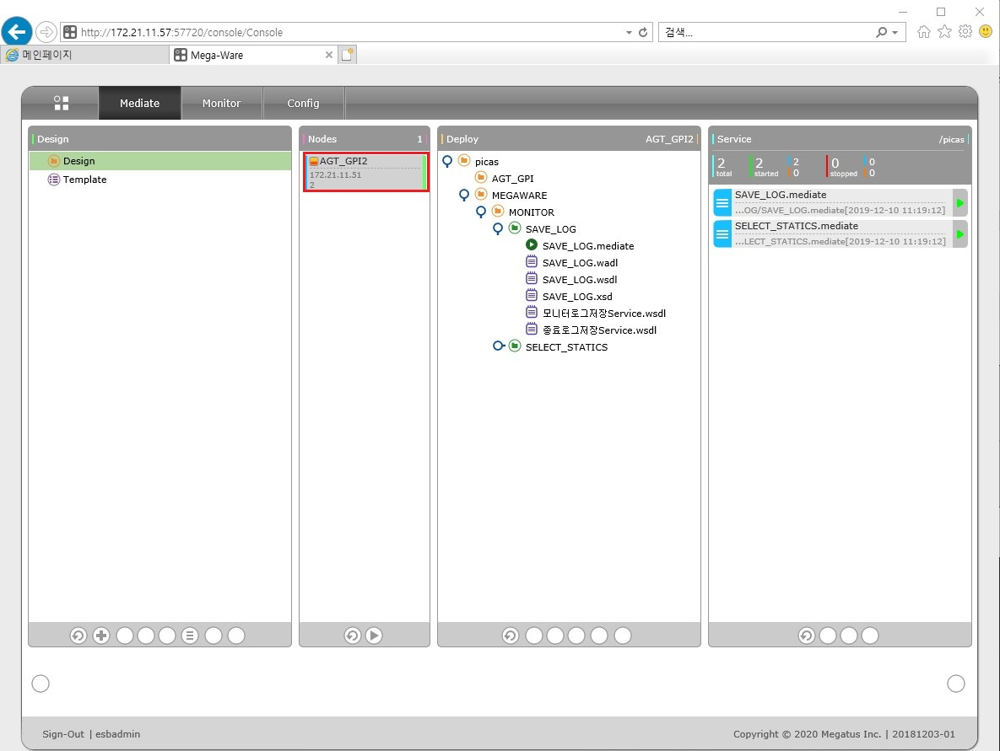 http://172.21.11.57:57720/console/Console
검색...
메인페이지
Mega-Ware
Mediate
Monitor
Config
Design
Design
Template
Nodes 1
AGT_GPI2
172.21.11.51
2
Deploy AGT_GPI2
picas
AGT_GPI
MEGAWARE
MONITOR
SAVE_LOG
SAVE_LOG.mediate
SAVE_LOG.wadl
SAVE_LOG.wsdl
SAVE_LOG.xsd
모니터로그저장Service.wsdl
종료로그저장Service.wsdl
SELECT_STATICS
Service /picas
2 total
2 started
2
0
0 stopped
0
0
SAVE_LOG.mediate
...OG/SAVE_LOG.mediate[2019-12-10 11:19:12]
SELECT_STATICS.mediate
...LECT_STATICS.mediate[2019-12-10 11:19:12]
Sign-Out | esbadmin
Copyright © 2020 Megatus Inc. | 20181203-01